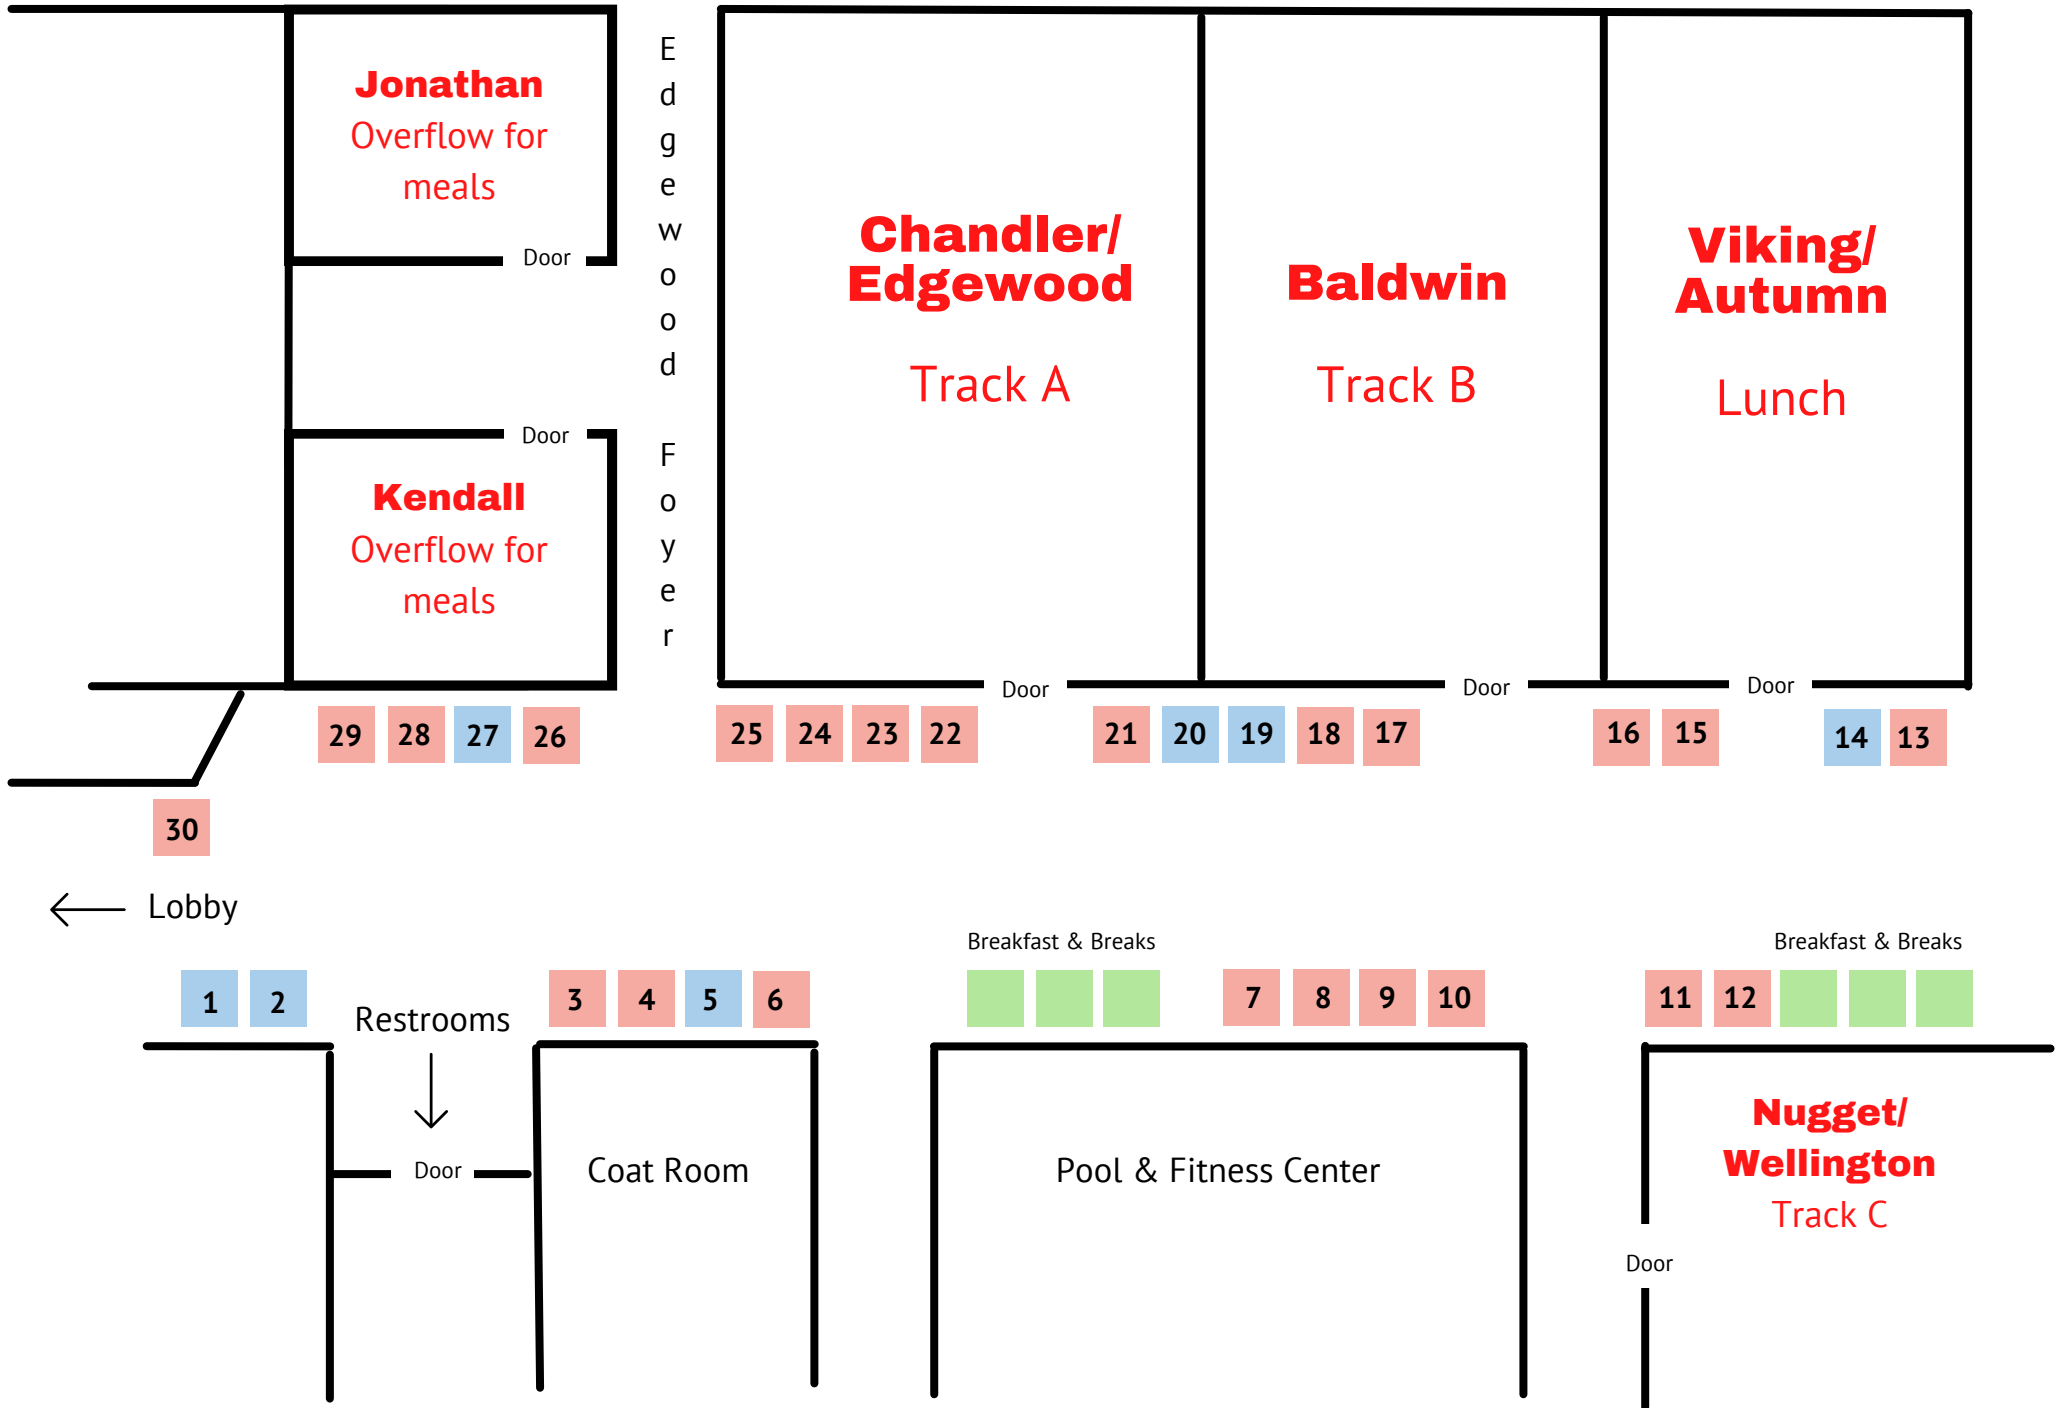 Jonathan
Overflow for
meals
Door
Door
Kendall
Overflow for
meals
Edgewood Foyer
Chandler/
Edgewood
Track A
Baldwin
Track B
Viking/
Autumn
Lunch
Door
Door
Door
29 28 27 26 25 24 23 22 21 20 19 18 17 16 15 14 13
30
Lobby
Breakfast & Breaks
Breakfast & Breaks
1 2
Restrooms
3 4 5 6 7 8 9 10 11 12
Door
Coat Room
Pool & Fitness Center
Nugget/
Wellington
Track C
Door